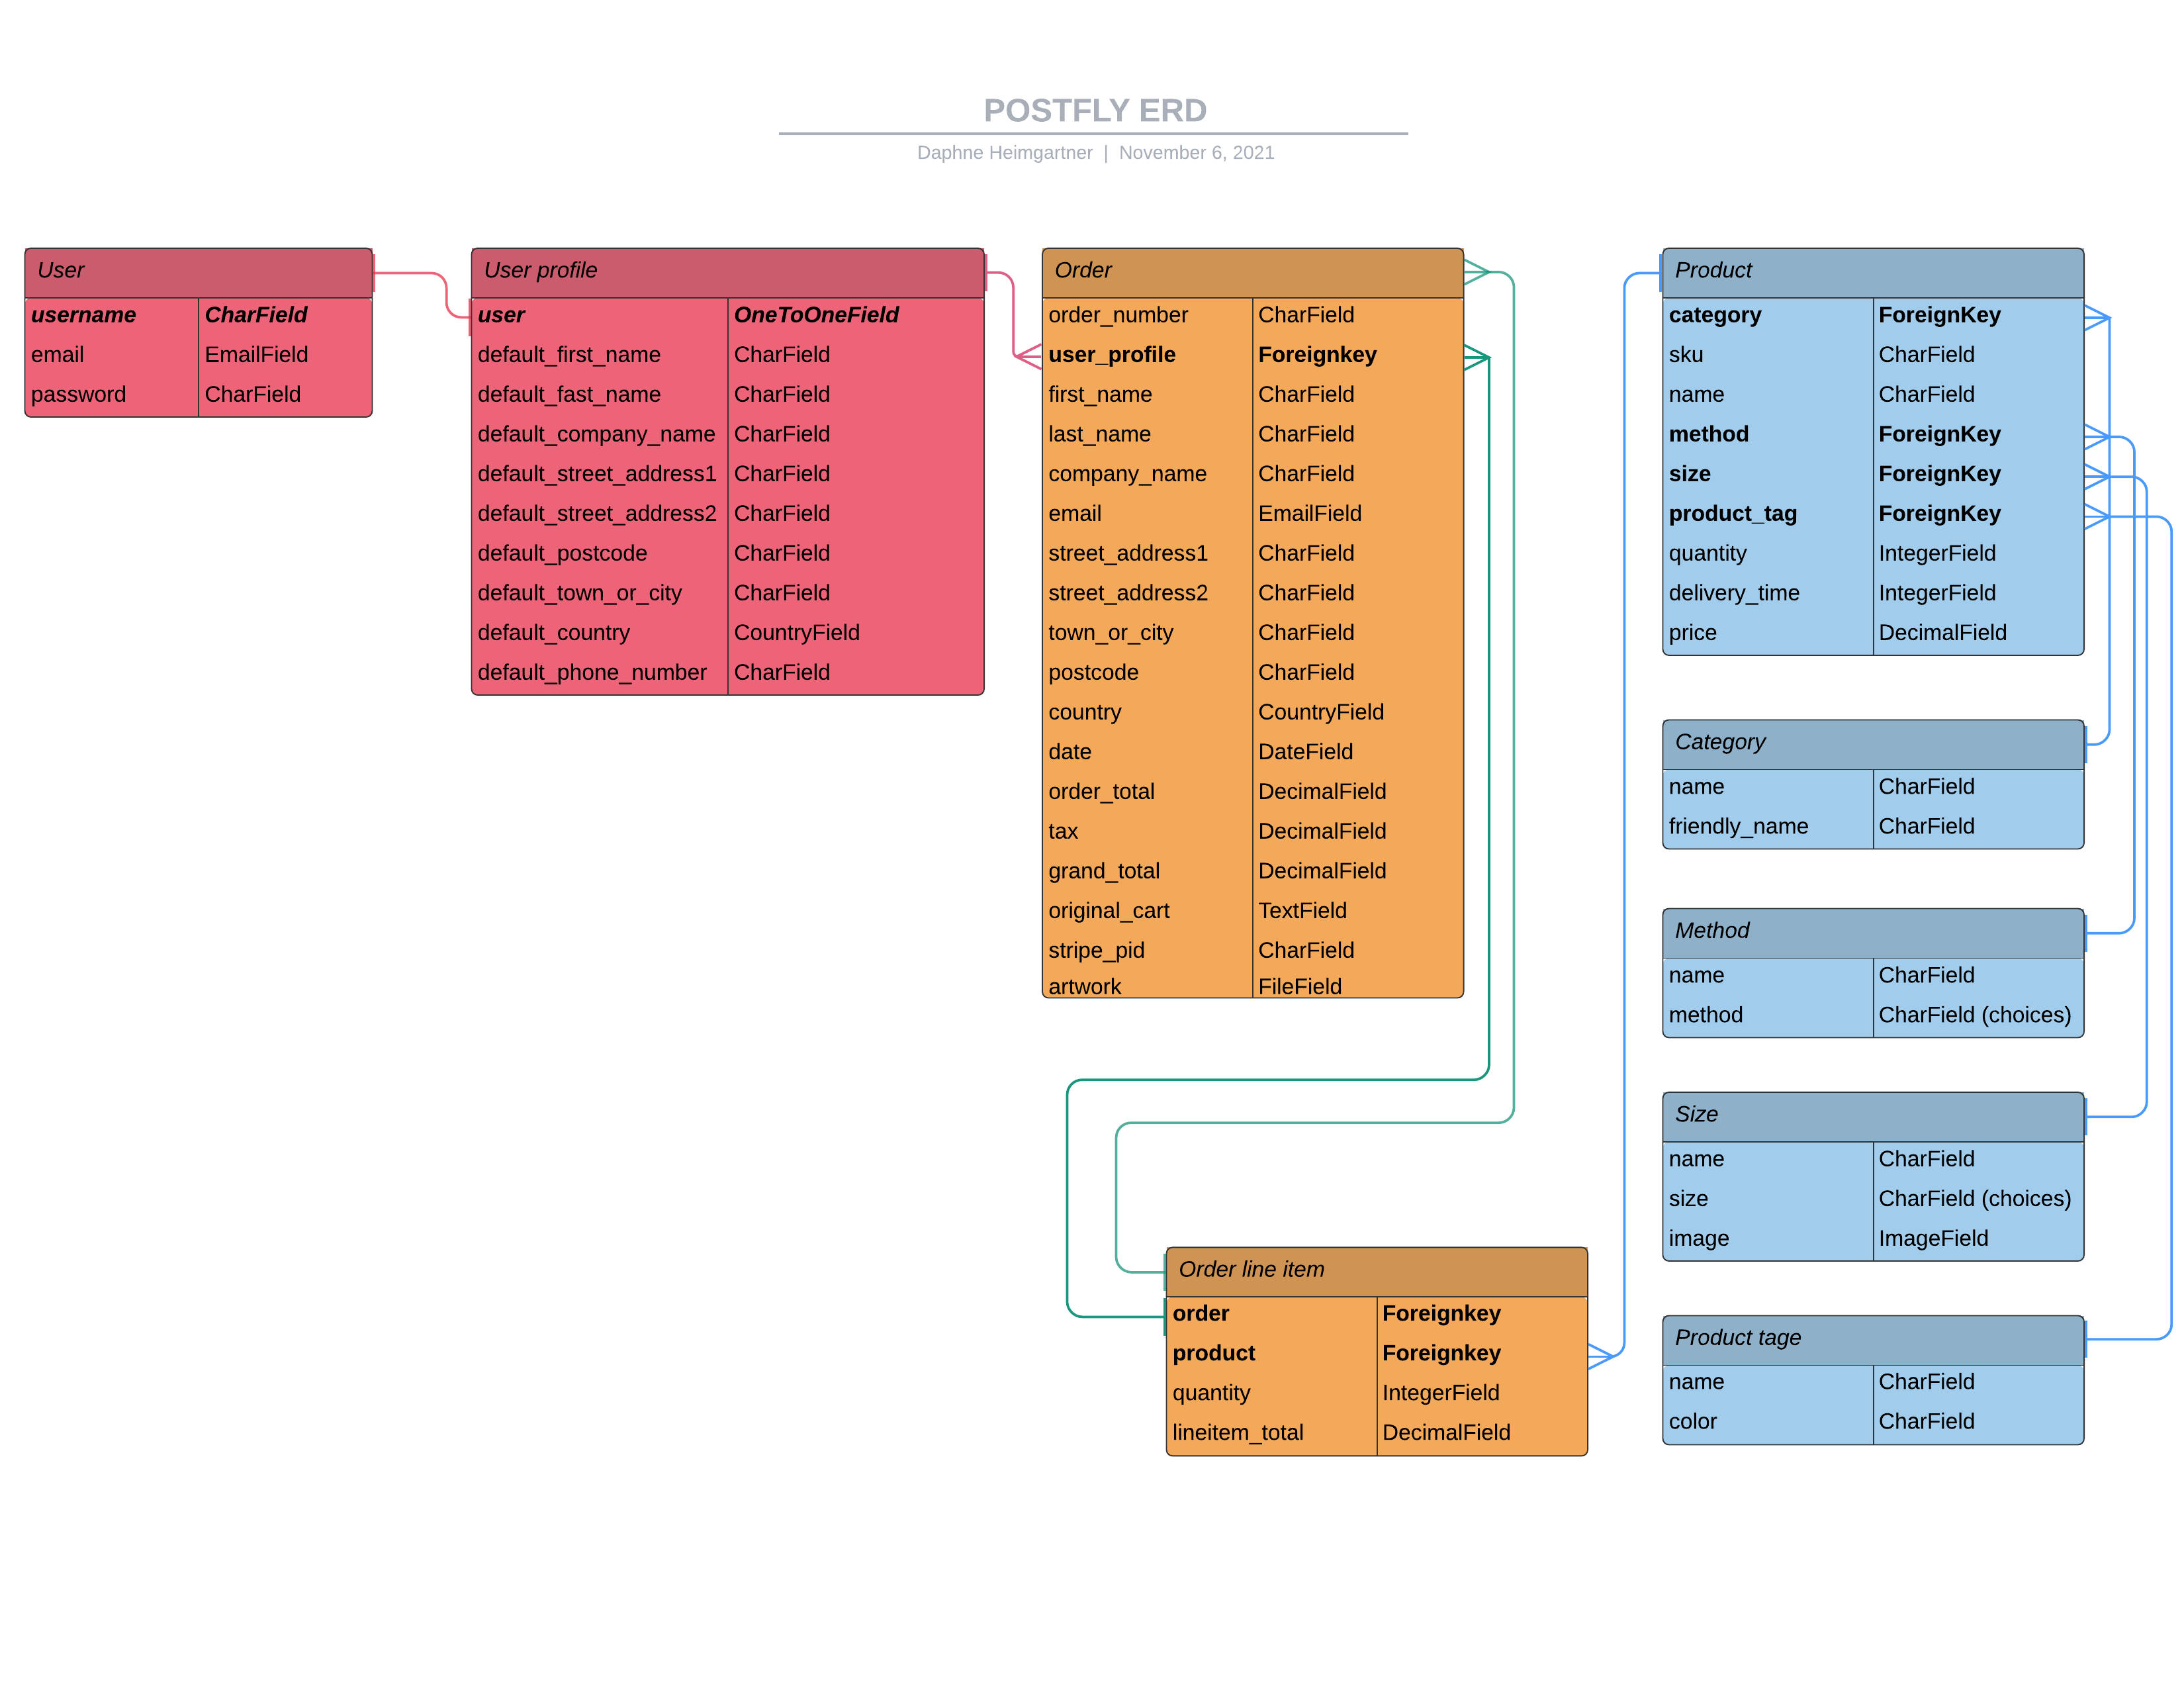 POSTFLY ERD
Daphne Heimgartner | November 6, 2021
User
username CharField
email EmailField
password CharField
User profile
user OneToOneField
default_first_name CharField
default_fast_name CharField
default_company_name CharField
default_street_address1 CharField
default_street_address2 CharField
default_postcode CharField
default_town_or_city CharField
default_country CountryField
default_phone_number CharField
Order
order_number CharField
user_profile Foreignkey
first_name CharField
last_name CharField
company_name CharField
email EmailField
street_address1 CharField
street_address2 CharField
town_or_city CharField
postcode CharField
country CountryField
date DateField
order_total DecimalField
tax DecimalField
grand_total DecimalField
original_cart TextField
stripe_pid CharField
artwork FileField
Order line item
order Foreignkey
product Foreignkey
quantity IntegerField
lineitem_total DecimalField
Product
category ForeignKey
sku CharField
name CharField
method ForeignKey
size ForeignKey
product_tag ForeignKey
quantity IntegerField
delivery_time IntegerField
price DecimalField
Category
name CharField
friendly_name CharField
Method
name CharField
method CharField (choices)
Size
name CharField
size CharField (choices)
image ImageField
Product tage
name CharField
color CharField